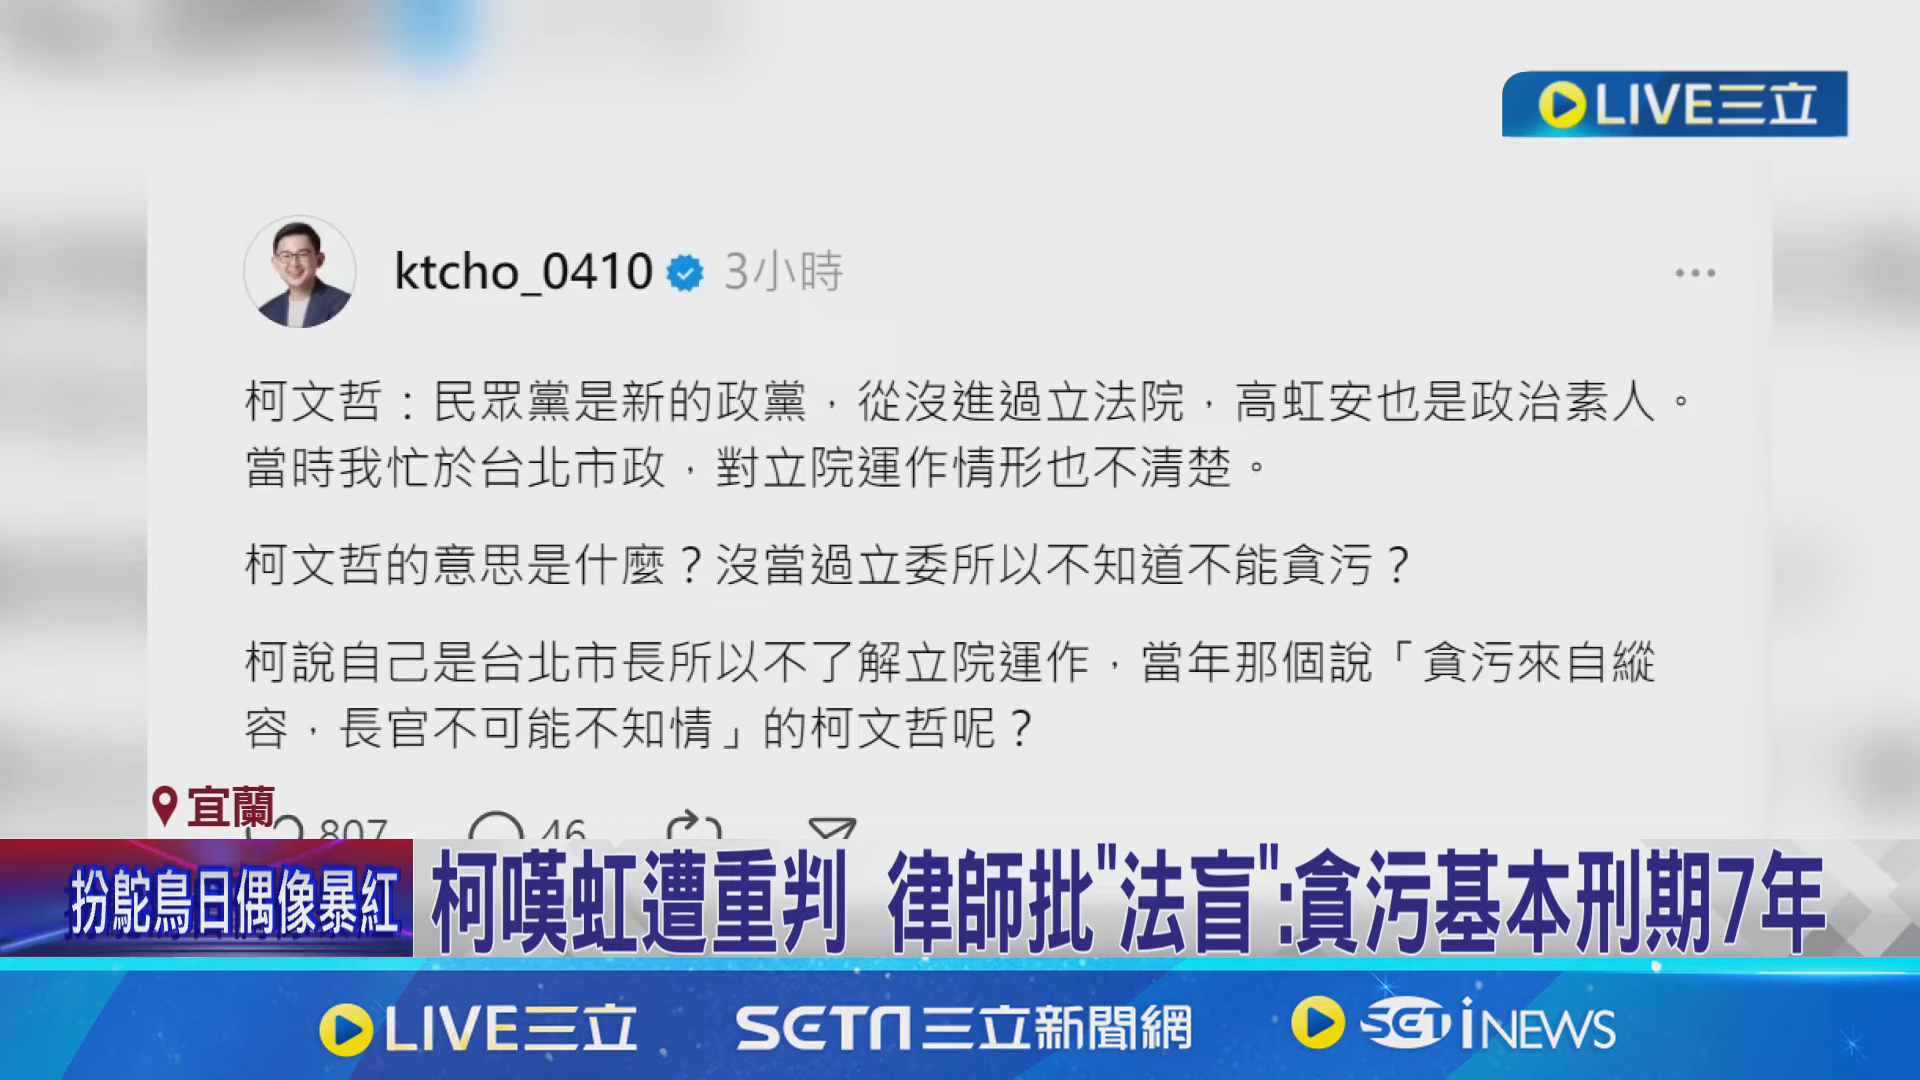 LIVE三立
ktcho_0410 3小時
柯文哲：民眾黨是新的政黨，從沒進過立法院，高虹安也是政治素人。
當時我忙於台北市政，對立院運作情形也不清楚。
柯文哲的意思是什麼？沒當過立委所以不知道不能貪污？
柯說自己是台北市長所以不了解立院運作，當年那個說「貪污來自縱
容，長官不可能不知情」的柯文哲呢？
宜蘭
807 46
扮鴕鳥日偶像暴紅
柯嘆虹遭重判 律師批"法盲":貪污基本刑期7年
LIVE三立 SETN三立新聞網 SETiNEWS